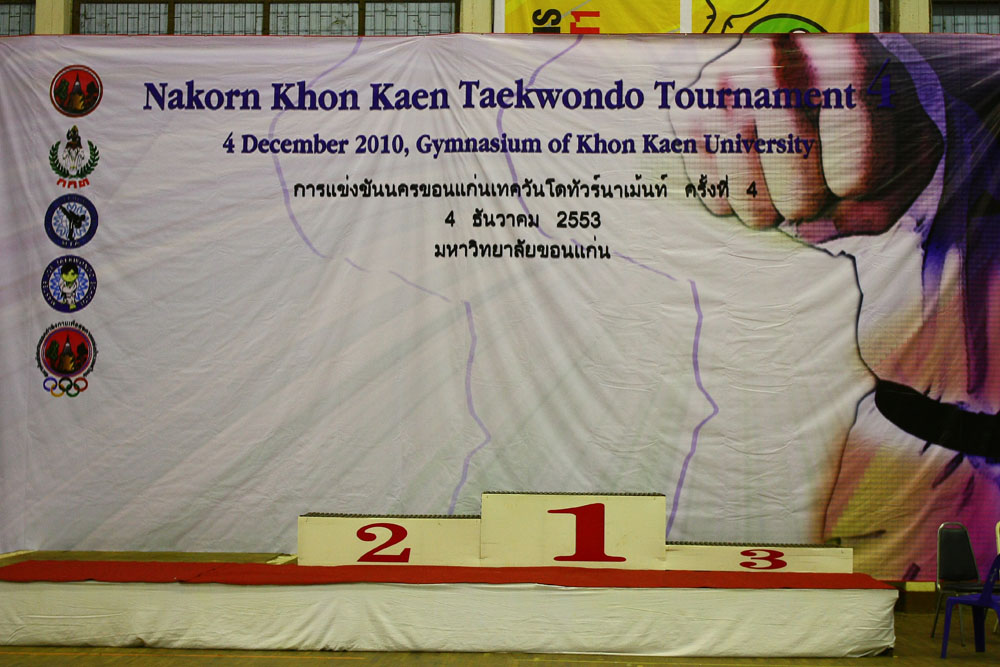 Nakorn Khon Kaen Taekwondo Tournament 4
4 December 2010, Gymnasium of Khon Kaen University
การแข่งขันนครขอนแก่นเทควันโดทัวร์นาเม้นท์ ครั้งที่ 4
4 ธันวาคม 2553
มหาวิทยาลัยขอนแก่น
กกท
2
1
3